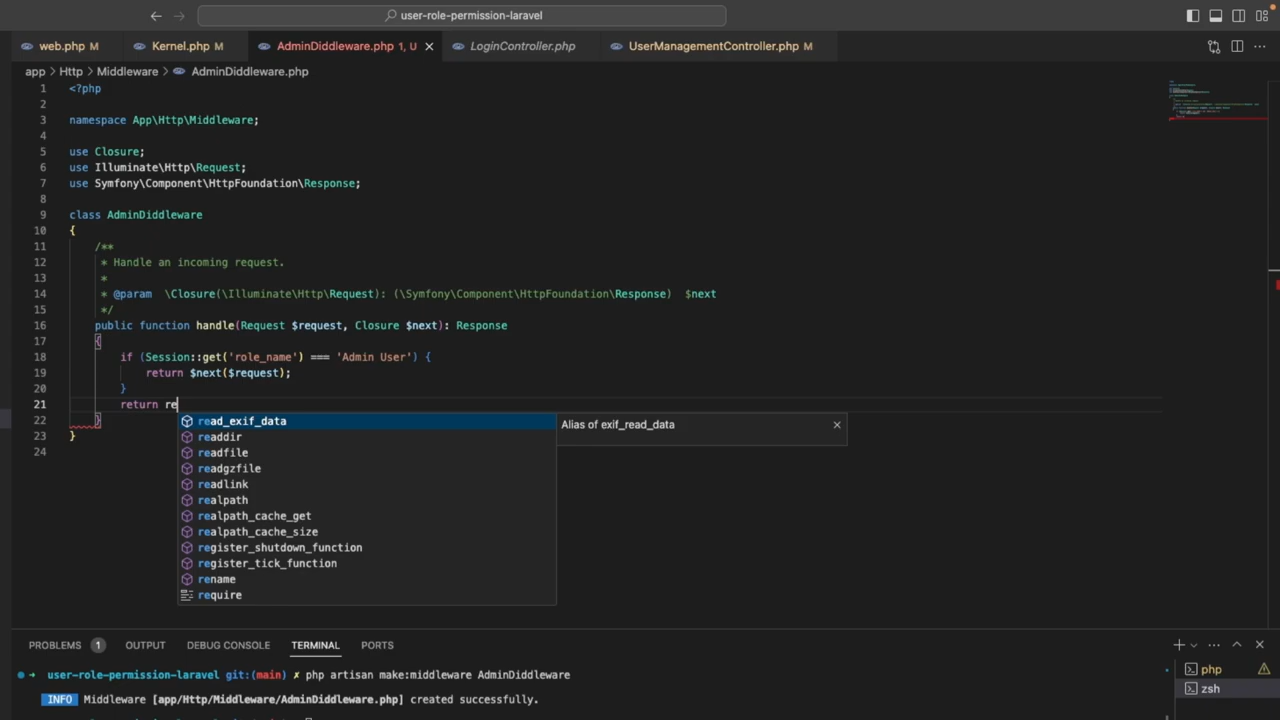 user-role-permission-laravel
web.php M
Kernel.php M
AdminDiddleware.php 1, U
LoginController.php
UserManagementController.php M
app > Http > Middleware > AdminDiddleware.php
1 <?php
2
3 namespace App\Http\Middleware;
4
5 use Closure;
6 use Illuminate\Http\Request;
7 use Symfony\Component\HttpFoundation\Response;
8
9 class AdminDiddleware
10 {
11 /**
12 * Handle an incoming request.
13 *
14 * @param \Closure(\Illuminate\Http\Request): (\Symfony\Component\HttpFoundation\Response) $next
15 */
16 public function handle(Request $request, Closure $next): Response
17 {
18 if (Session::get('role_name') === 'Admin User') {
19 return $next($request);
20 }
21 return re
22 }
23 }
24
read_exif_data
Alias of exif_read_data
readdir
readfile
readgzfile
readlink
realpath
realpath_cache_get
realpath_cache_size
register_shutdown_function
register_tick_function
rename
require
PROBLEMS 1 OUTPUT DEBUG CONSOLE TERMINAL PORTS
user-role-permission-laravel git:(main) ✗ php artisan make:middleware AdminDiddleware
INFO Middleware [app/Http/Middleware/AdminDiddleware.php] created successfully.
php
zsh